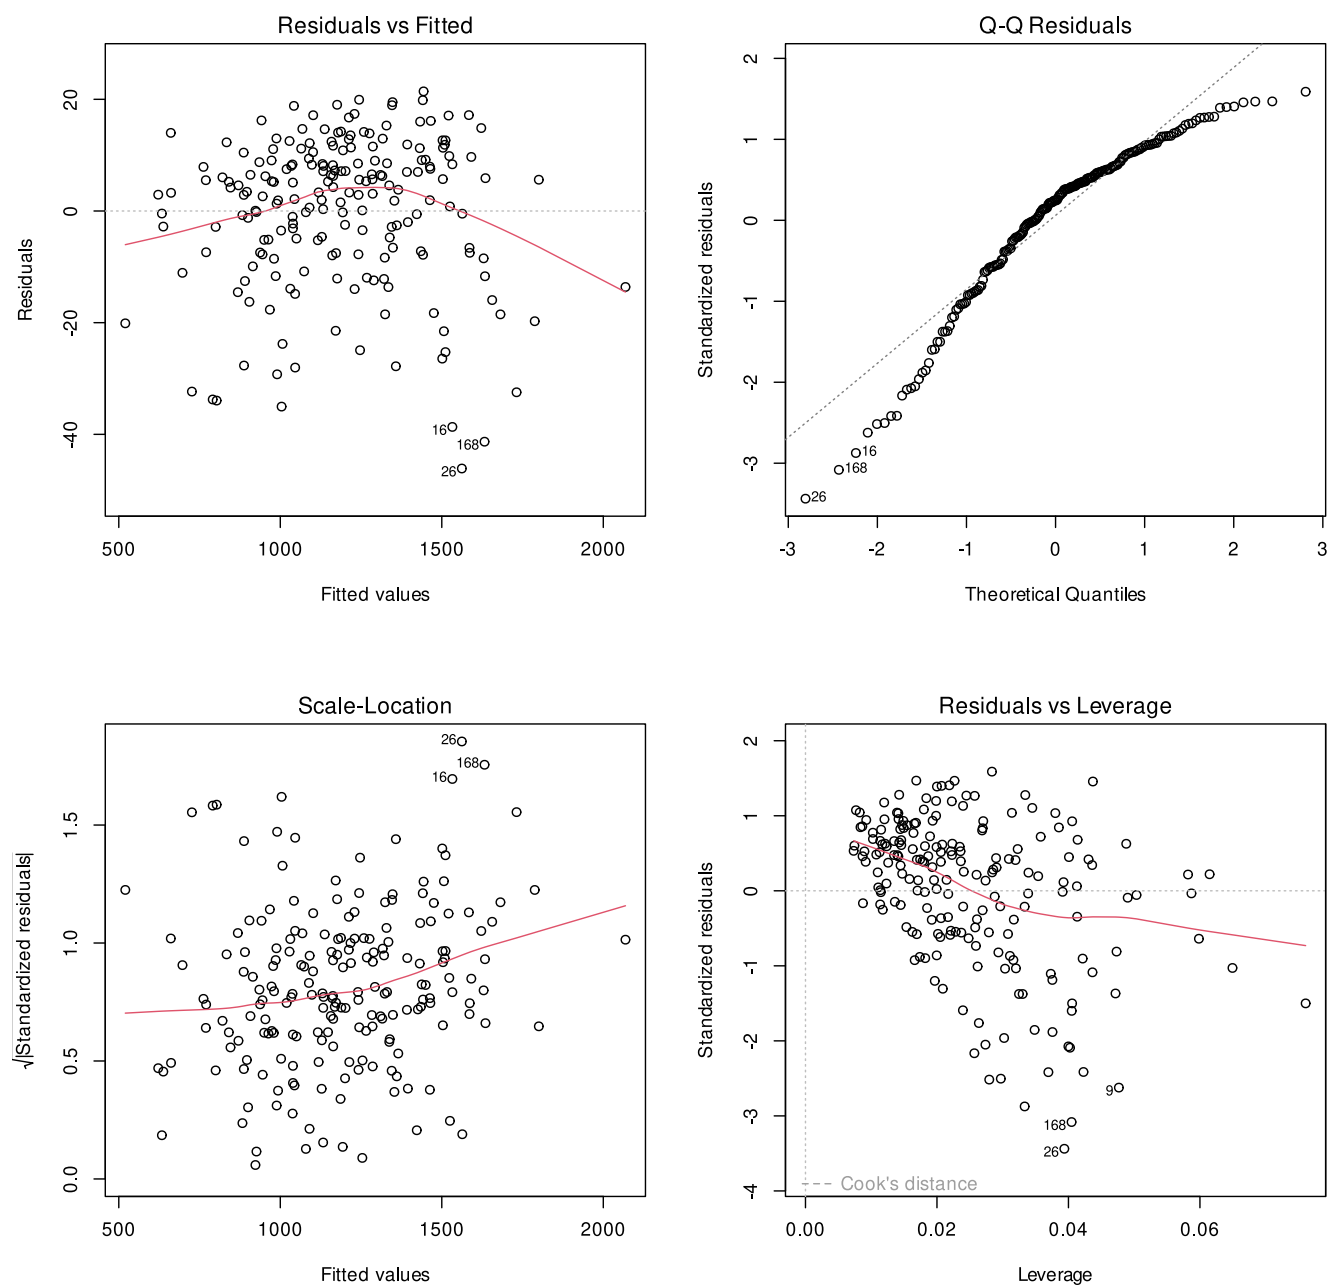 Residuals vs Fitted
Residuals
20
0
-20
-40
16
168
26
500 1000 1500 2000
Fitted values
Q-Q Residuals
Standardized residuals
2
1
0
-1
-2
-3
16
168
26
-3 -2 -1 0 1 2 3
Theoretical Quantiles
Scale-Location
√|Standardized residuals|
1.5
1.0
0.5
0.0
26
168
16
500 1000 1500 2000
Fitted values
Residuals vs Leverage
Standardized residuals
2
1
0
-1
-2
-3
-4
9
168
26
Cook's distance
0.00 0.02 0.04 0.06
Leverage